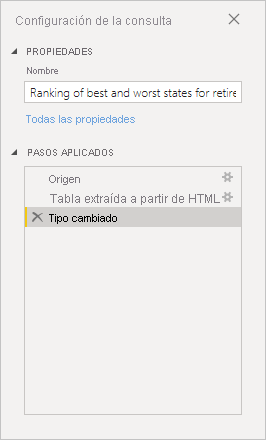 Configuración de la consulta
PROPIEDADES
Nombre
Ranking of best and worst states for retire
Todas las propiedades
PASOS APLICADOS
Origen
Tabla extraída a partir de HTML
Tipo cambiado